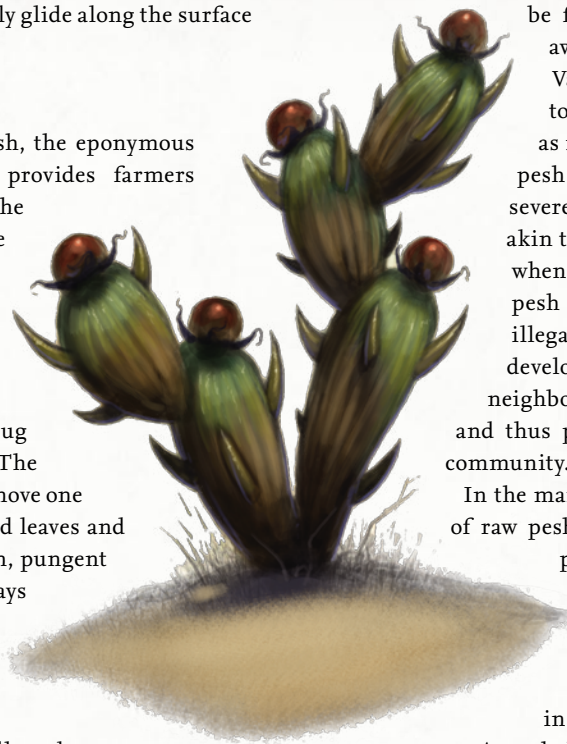 ly glide along the surface
sh, the eponymous
provides farmers
he
e
ug
The
nove one
d leaves and
n, pungent
ays
be f
aw
V
to
as
pesh
severe
akin t
when
pesh
illega
develo
neighbo
and thus p
community.
In the ma
of raw pesh
p
in